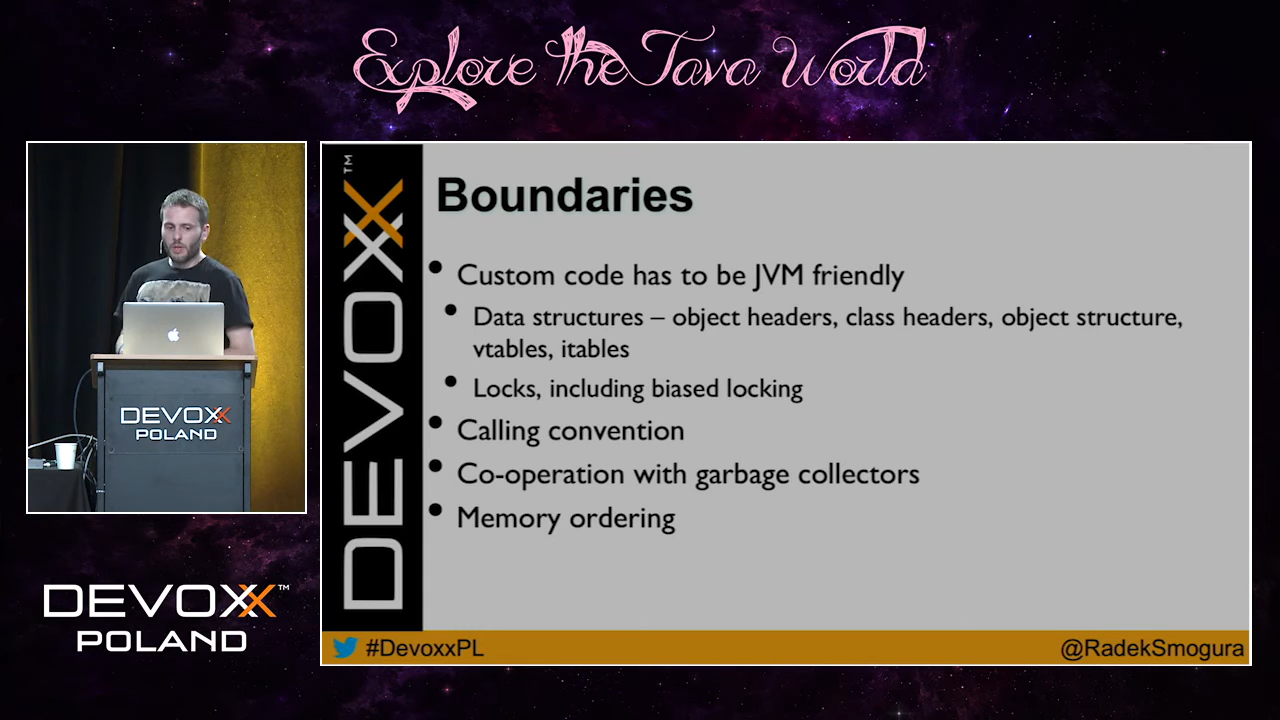 Explore the Java World
DEVOXX™
Boundaries
• Custom code has to be JVM friendly
• Data structures – object headers, class headers, object structure,
vtables, itables
• Locks, including biased locking
• Calling convention
• Co-operation with garbage collectors
• Memory ordering
#DevoxxPL
@RadekSmogura
DEVOXX
POLAND
DEVOXX™
POLAND